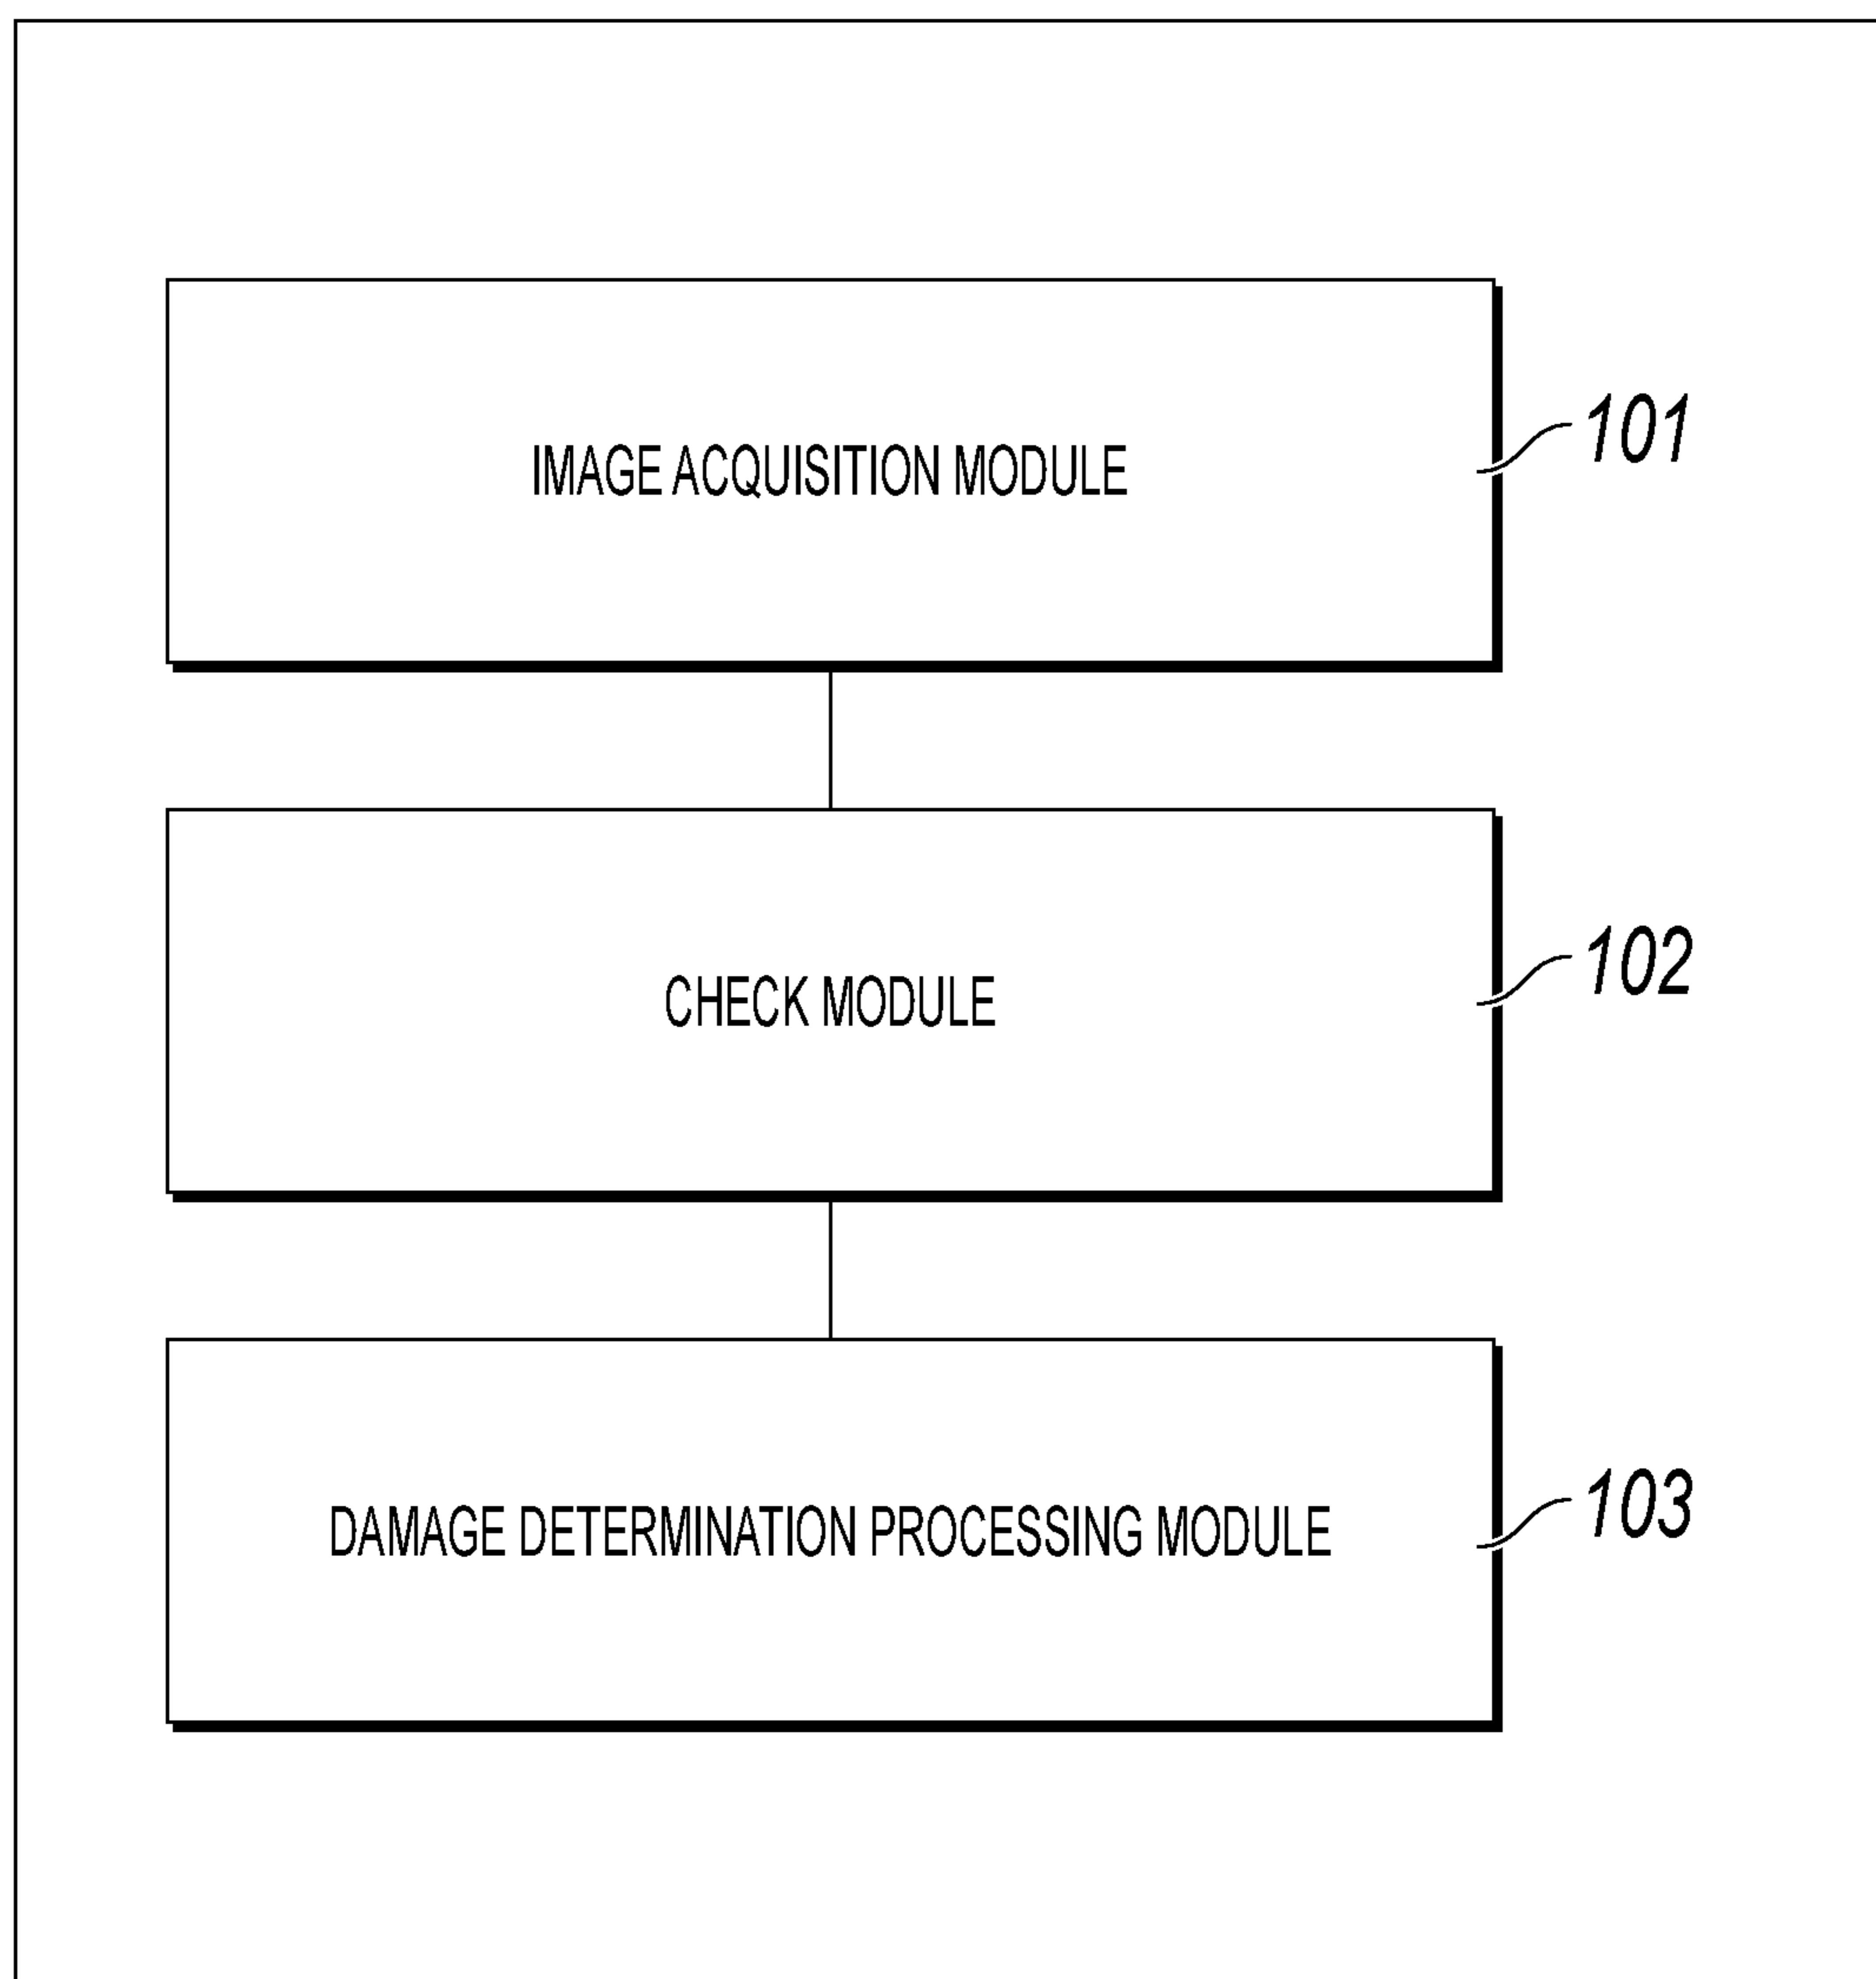 IMAGE ACQUISITION MODULE
101
CHECK MODULE
102
DAMAGE DETERMINATION PROCESSING MODULE
103